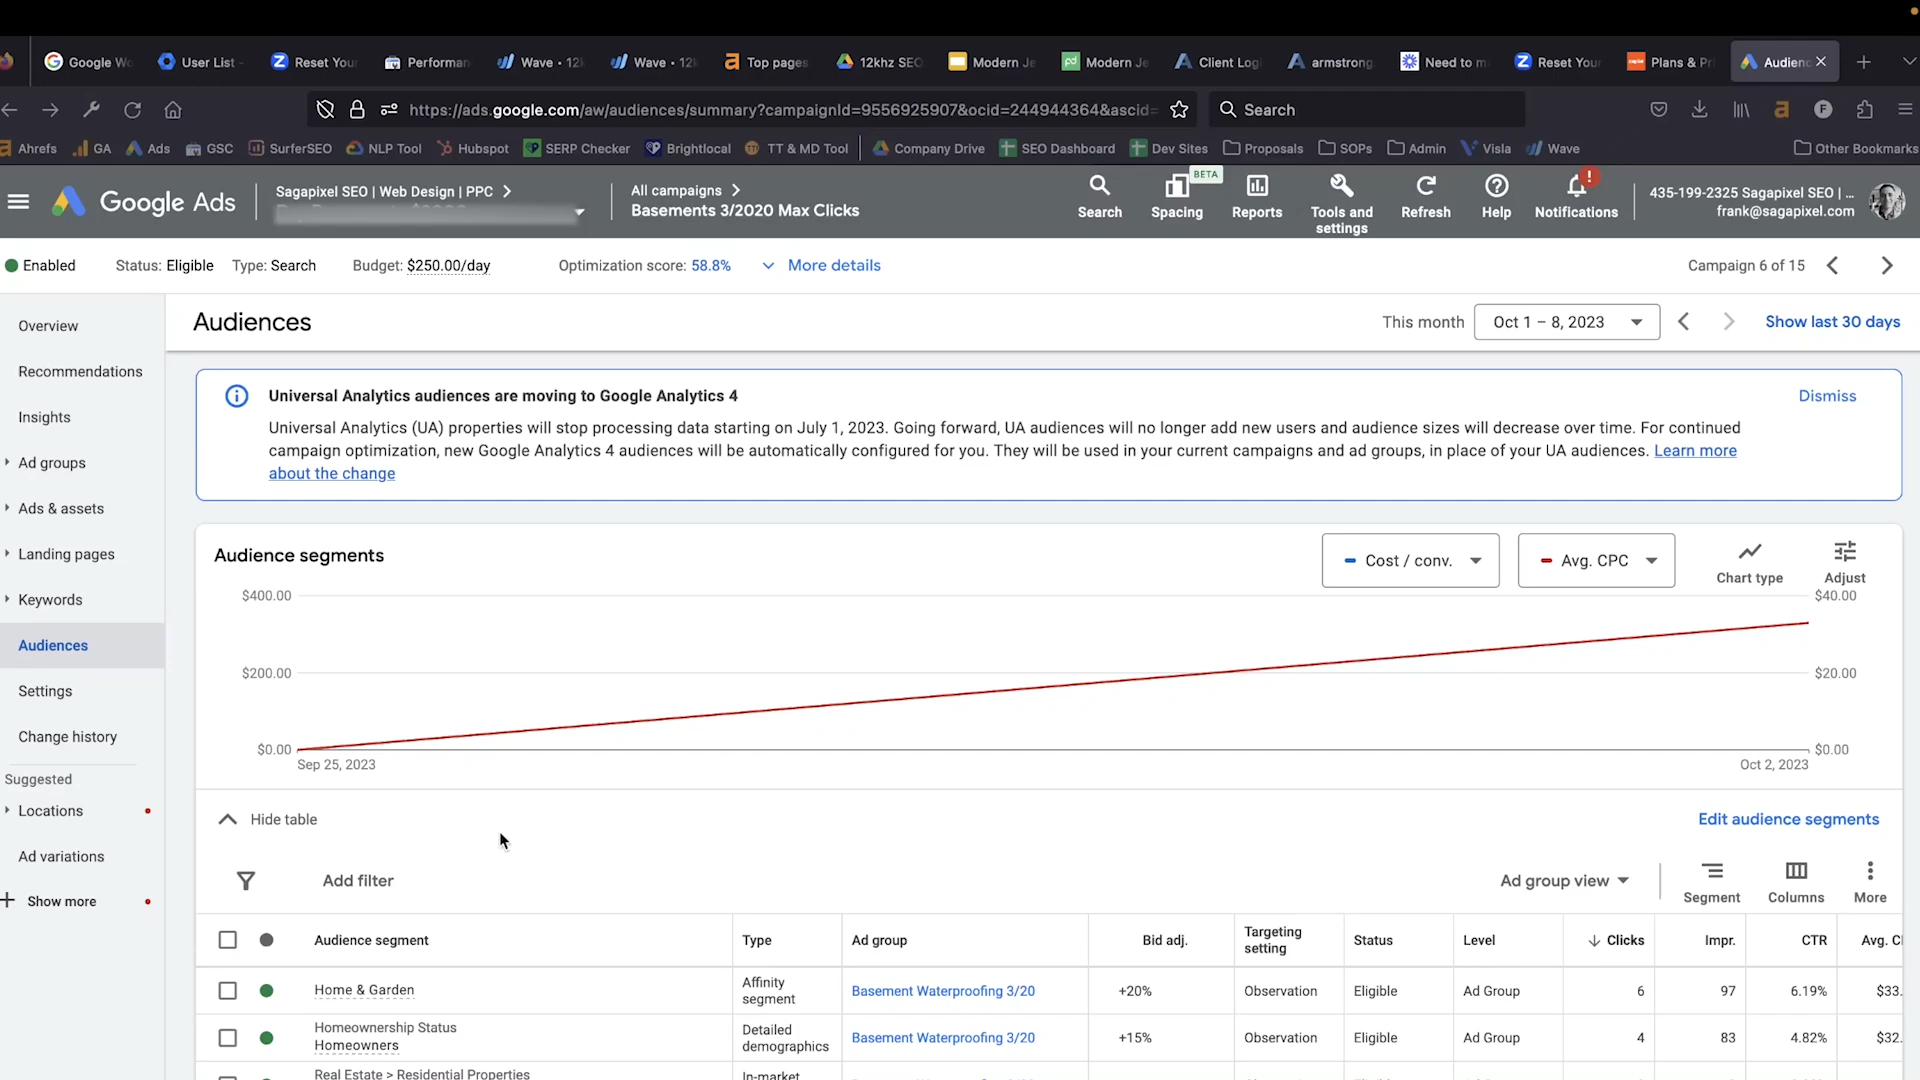 Google Wo
User List -
Reset Your
Performan
Wave · 12k
Wave · 12k
Top pages
12khz SEO
Modern Je
Modern Je
Client Logi
armstrong
Need to m
Reset Your
Plans & Pri
Audien
https://ads.google.com/aw/audiences/summary?campaignId=9556925907&ocid=244944364&ascid=
Search
Ahrefs
GA
Ads
GSC
SurferSEO
NLP Tool
Hubspot
SERP Checker
Brightlocal
TT & MD Tool
Company Drive
SEO Dashboard
Dev Sites
Proposals
SOPs
Admin
Visla
Wave
Other Bookmarks
Google Ads
Sagapixel SEO | Web Design | PPC
All campaigns
Basements 3/2020 Max Clicks
Search
BETA
Spacing
Reports
Tools and
settings
Refresh
Help
!
Notifications
435-199-2325 Sagapixel SEO | ...
frank@sagapixel.com
Enabled
Status: Eligible
Type: Search
Budget: $250.00/day
Optimization score: 58.8%
More details
Campaign 6 of 15
Overview
Recommendations
Insights
Ad groups
Ads & assets
Landing pages
Keywords
Audiences
Settings
Change history
Suggested
Locations
Ad variations
Show more
Audiences
This month
Oct 1 – 8, 2023
Show last 30 days
Universal Analytics audiences are moving to Google Analytics 4
Dismiss
Universal Analytics (UA) properties will stop processing data starting on July 1, 2023. Going forward, UA audiences will no longer add new users and audience sizes will decrease over time. For continued
campaign optimization, new Google Analytics 4 audiences will be automatically configured for you. They will be used in your current campaigns and ad groups, in place of your UA audiences. Learn more
about the change
Audience segments
Cost / conv.
Avg. CPC
Chart type
Adjust
$400.00
$40.00
$200.00
$20.00
$0.00
$0.00
Sep 25, 2023
Oct 2, 2023
Hide table
Edit audience segments
Add filter
Ad group view
Segment
Columns
More
Audience segment
Type
Ad group
Bid adj.
Targeting
setting
Status
Level
Clicks
Impr.
CTR
Avg. C
Home & Garden
Affinity
segment
Basement Waterproofing 3/20
+20%
Observation
Eligible
Ad Group
6
97
6.19%
$33.
Homeownership Status
Homeowners
Detailed
demographics
Basement Waterproofing 3/20
+15%
Observation
Eligible
Ad Group
4
83
4.82%
$32.
Real Estate > Residential Properties
In-market